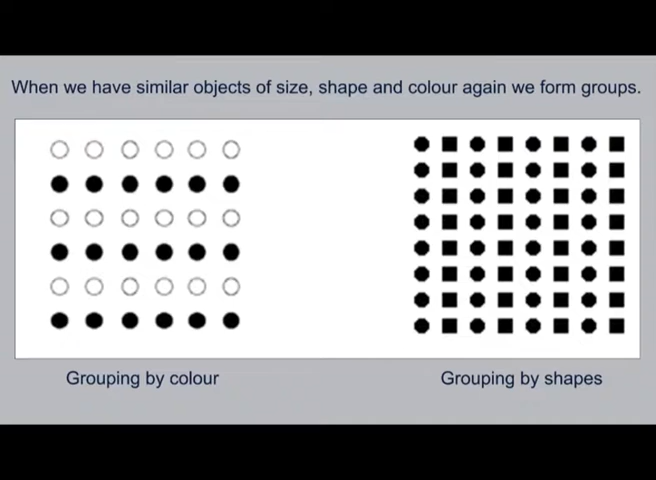 When we have similar objects of size, shape and colour again we form groups.
Grouping by colour
Grouping by shapes